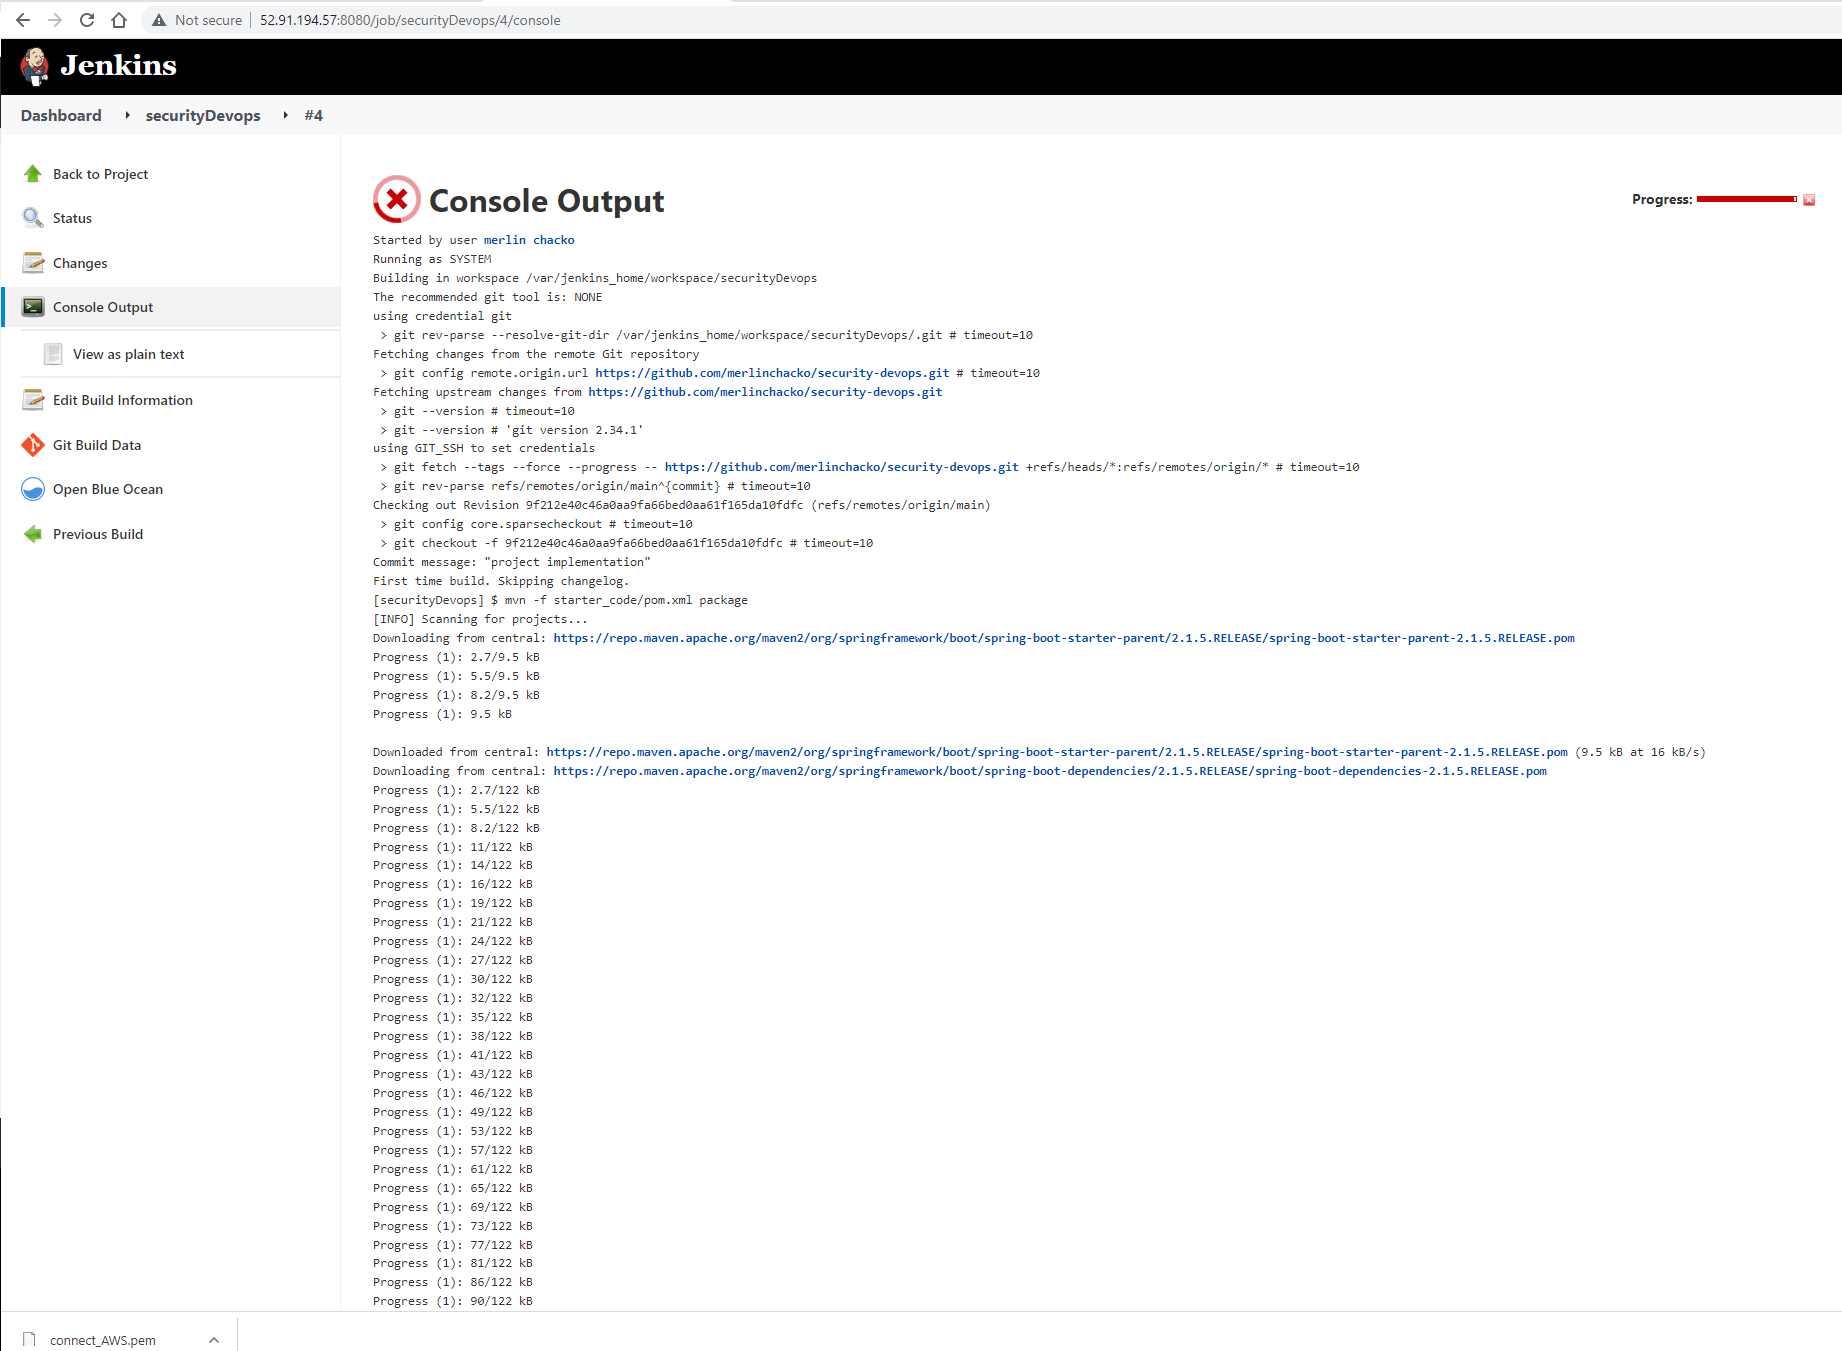 Not secure | 52.91.194.57:8080/job/securityDevops/4/console
Jenkins
Dashboard securityDevops #4
Back to Project
Status
Changes
Console Output
View as plain text
Edit Build Information
Git Build Data
Open Blue Ocean
Previous Build
Console Output
Progress:
Started by user merlin chacko
Running as SYSTEM
Building in workspace /var/jenkins_home/workspace/securityDevops
The recommended git tool is: NONE
using credential git
> git rev-parse --resolve-git-dir /var/jenkins_home/workspace/securityDevops/.git # timeout=10
Fetching changes from the remote Git repository
> git config remote.origin.url https://github.com/merlinchacko/security-devops.git # timeout=10
Fetching upstream changes from https://github.com/merlinchacko/security-devops.git
> git --version # timeout=10
> git --version # 'git version 2.34.1'
using GIT_SSH to set credentials
> git fetch --tags --force --progress -- https://github.com/merlinchacko/security-devops.git +refs/heads/*:refs/remotes/origin/* # timeout=10
> git rev-parse refs/remotes/origin/main^{commit} # timeout=10
Checking out Revision 9f212e40c46a0aa9fa66bed0aa61f165da10fdfc (refs/remotes/origin/main)
> git config core.sparsecheckout # timeout=10
> git checkout -f 9f212e40c46a0aa9fa66bed0aa61f165da10fdfc # timeout=10
Commit message: "project implementation"
First time build. Skipping changelog.
[securityDevops] $ mvn -f starter_code/pom.xml package
[INFO] Scanning for projects...
Downloading from central: https://repo.maven.apache.org/maven2/org/springframework/boot/spring-boot-starter-parent/2.1.5.RELEASE/spring-boot-starter-parent-2.1.5.RELEASE.pom
Progress (1): 2.7/9.5 kB
Progress (1): 5.5/9.5 kB
Progress (1): 8.2/9.5 kB
Progress (1): 9.5 kB
Downloaded from central: https://repo.maven.apache.org/maven2/org/springframework/boot/spring-boot-starter-parent/2.1.5.RELEASE/spring-boot-starter-parent-2.1.5.RELEASE.pom (9.5 kB at 16 kB/s)
Downloading from central: https://repo.maven.apache.org/maven2/org/springframework/boot/spring-boot-dependencies/2.1.5.RELEASE/spring-boot-dependencies-2.1.5.RELEASE.pom
Progress (1): 2.7/122 kB
Progress (1): 5.5/122 kB
Progress (1): 8.2/122 kB
Progress (1): 11/122 kB
Progress (1): 14/122 kB
Progress (1): 16/122 kB
Progress (1): 19/122 kB
Progress (1): 21/122 kB
Progress (1): 24/122 kB
Progress (1): 27/122 kB
Progress (1): 30/122 kB
Progress (1): 32/122 kB
Progress (1): 35/122 kB
Progress (1): 38/122 kB
Progress (1): 41/122 kB
Progress (1): 43/122 kB
Progress (1): 46/122 kB
Progress (1): 49/122 kB
Progress (1): 53/122 kB
Progress (1): 57/122 kB
Progress (1): 61/122 kB
Progress (1): 65/122 kB
Progress (1): 69/122 kB
Progress (1): 73/122 kB
Progress (1): 77/122 kB
Progress (1): 81/122 kB
Progress (1): 86/122 kB
Progress (1): 90/122 kB
connect_AWS.pem